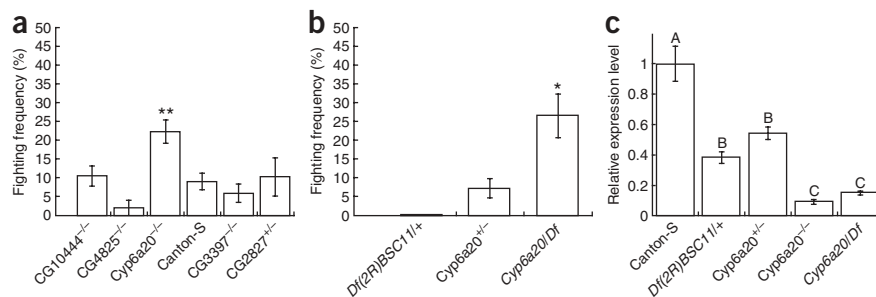 a
Fighting frequency (%)
50
45
40
35
30
25
20
15
10
5
0
**
CG10444⁻/⁻
CG4825⁻/⁻
Cyp6a20⁻/⁻
Canton-S
CG3397⁻/⁻
CG2827⁺/⁻
b
Fighting frequency (%)
50
45
40
35
30
25
20
15
10
5
0
*
Df(2R)BSC11/+
Cyp6a20⁺/⁻
Cyp6a20/Df
c
Relative expression level
1
0.8
0.6
0.4
0.2
0
A
B
B
C
C
Canton-S
Df(2R)BSC11/+
Cyp6a20⁺/⁻
Cyp6a20⁻/⁻
Cyp6a20/Df